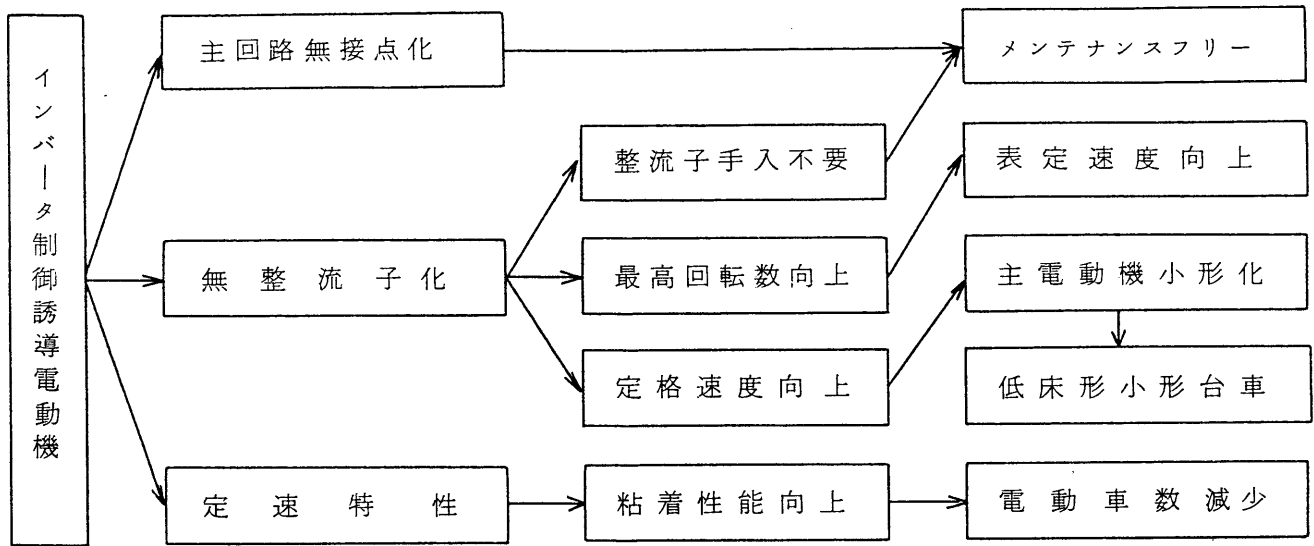 インバータ制御誘導電動機
主回路無接点化
メンテナンスフリー
整流子手入不要
表定速度向上
無整流子化
最高回転数向上
主電動機小形化
定格速度向上
低床形小形台車
定速特性
粘着性能向上
電動車数減少